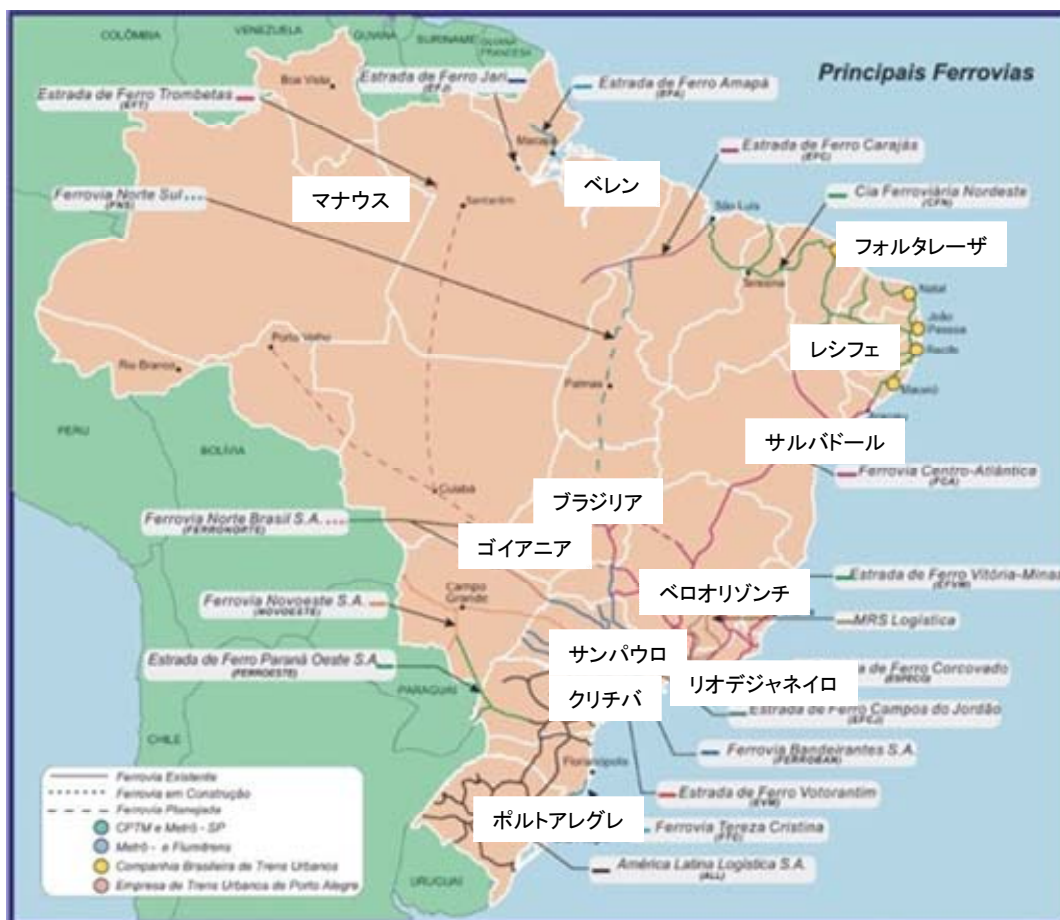 COLÔMBIA
VENEZUELA
GUIANA
SURINAME
GUIANA
FRANCESA
Principais Ferrovias
Boa Vista
Estrada de Ferro Jari
(EFJ)
Estrada de Ferro Amapá
(EFA)
Estrada de Ferro Trombetas
(EFT)
Macapá
Estrada de Ferro Carajás
(EFC)
ベレン
マナウス
Ferrovia Norte Sul
(FNS)
Santarém
São Luís
Cia Ferroviária Nordeste
(CFN)
フォルタレーザ
Teresina
Natal
João
Pessoa
Porto Velho
レシフェ
Recife
Rio Branco
Palmas
Maceió
Aracaju
PERU
BOLÍVIA
サルバドール
Ferrovia Centro-Atlântica
(FCA)
Cuiabá
ブラジリア
Ferrovia Norte Brasil S.A.
(FERRONORTE)
ゴイアニア
Estrada de Ferro Vitória-Minas
(EFVM)
Campo
Grande
ベロオリゾンチ
Ferrovia Novoeste S.A.
(NOVOESTE)
MRS Logística
サンパウロ
Estrada de Ferro Paraná Oeste S.A
(FERROESTE)
リオデジャネイロ
a de Ferro Corcovado
PARAGUAI
クリチバ
Estrada de Ferro Campos do Jordão
(EFCJ)
CHILE
Ferrovia Bandeirantes S.A.
(FERROBAN)
Florianópolis
Ferrovia Existente
Ferrovia em Construção
Ferrovia Planejada
Estrada de Ferro Votorantim
(EVM)
ポルトアレグレ
CPTM e Metrô - SP
Ferrovia Tereza Cristina
(FTC)
Metrô - e Flumitrens
Companhia Brasileira de Trens Urbanos
América Latina Logística S.A.
(ALL)
Empresa de Trens Urbanos de Porto Alegre
URUGUAI